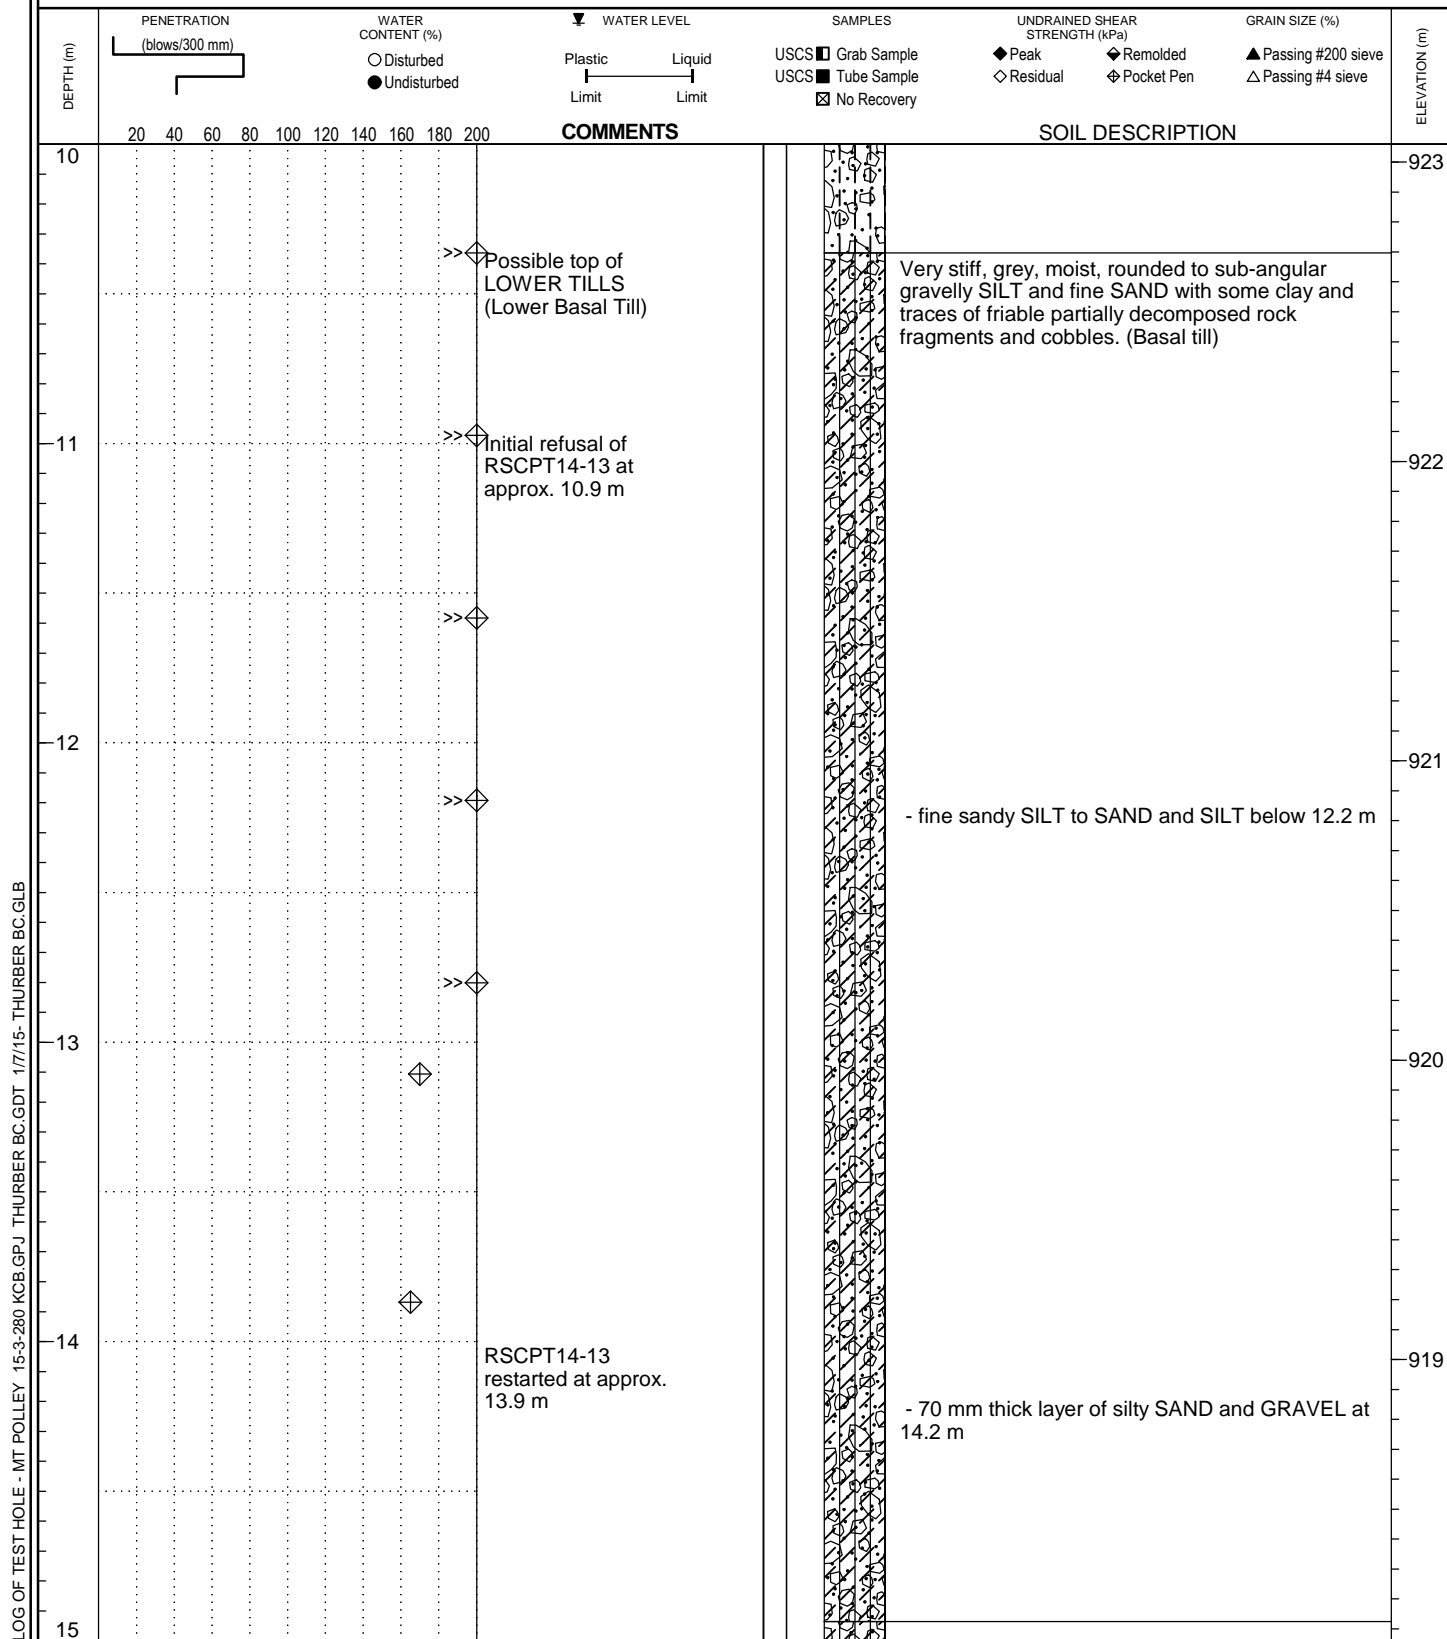 PENETRATION
(blows/300 mm)
WATER
CONTENT (%)
Disturbed
Undisturbed
WATER LEVEL
Plastic Liquid
Limit Limit
SAMPLES
USCS Grab Sample
USCS Tube Sample
No Recovery
UNDRAINED SHEAR
STRENGTH (kPa)
Peak Remolded
Residual Pocket Pen
GRAIN SIZE (%)
Passing #200 sieve
Passing #4 sieve
DEPTH (m)
ELEVATION (m)
20 40 60 80 100 120 140 160 180 200
COMMENTS
SOIL DESCRIPTION
10
923
>>
Possible top of
LOWER TILLS
(Lower Basal Till)
Very stiff, grey, moist, rounded to sub-angular
gravelly SILT and fine SAND with some clay and
traces of friable partially decomposed rock
fragments and cobbles. (Basal till)
>>
11
Initial refusal of
RSCPT14-13 at
approx. 10.9 m
922
>>
12
921
>>
- fine sandy SILT to SAND and SILT below 12.2 m
>>
13
920
14
RSCPT14-13
restarted at approx.
13.9 m
919
- 70 mm thick layer of silty SAND and GRAVEL at
14.2 m
15
LOG OF TEST HOLE - MT POLLEY 15-3-280 KCB.GPJ THURBER BC.GDT 1/7/15- THURBER BC.GLB